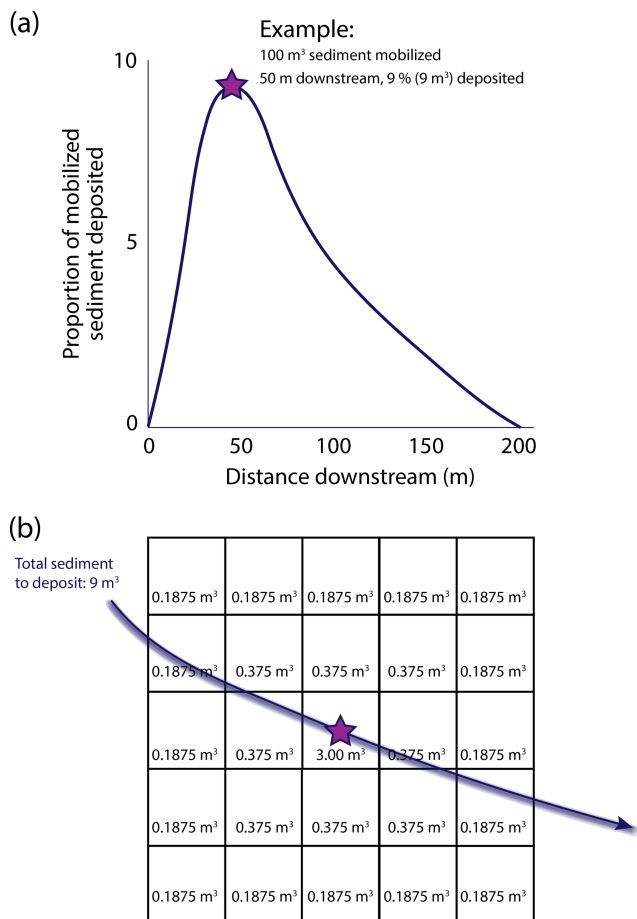 (a)
Example:
100 m³ sediment mobilized
50 m downstream, 9 % (9 m³) deposited
10
5
0
Proportion of mobilized
sediment deposited
0 50 100 150 200
Distance downstream (m)
(b)
Total sediment
to deposit: 9 m³
0.1875 m³ 0.1875 m³ 0.1875 m³ 0.1875 m³ 0.1875 m³
0.1875 m³ 0.375 m³ 0.375 m³ 0.375 m³ 0.1875 m³
0.1875 m³ 0.375 m³ 3.00 m³ 0.375 m³ 0.1875 m³
0.1875 m³ 0.375 m³ 0.375 m³ 0.375 m³ 0.1875 m³
0.1875 m³ 0.1875 m³ 0.1875 m³ 0.1875 m³ 0.1875 m³